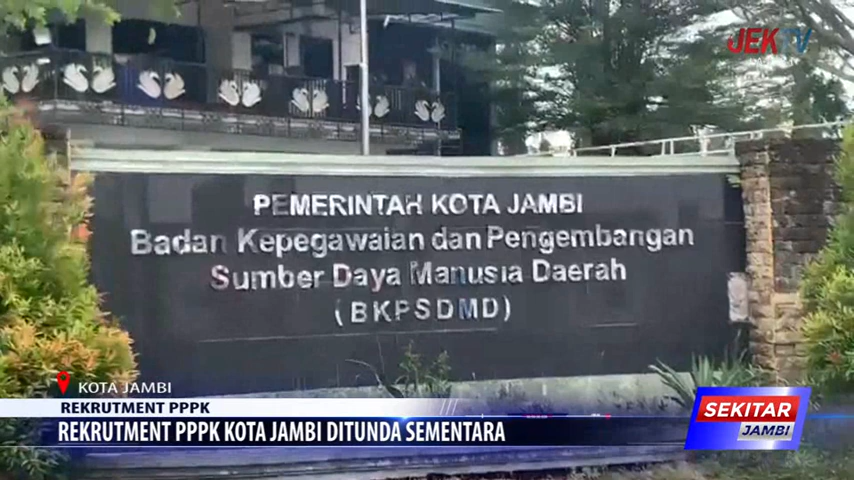 JEKTV
PEMERINTAH KOTA JAMBI
Badan Kepegawaian dan Pengembangan
Sumber Daya Manusia Daerah
(BKPSDMD)
KOTA JAMBI
REKRUTMENT PPPK
REKRUTMENT PPPK KOTA JAMBI DITUNDA SEMENTARA
SEKITAR
JAMBI